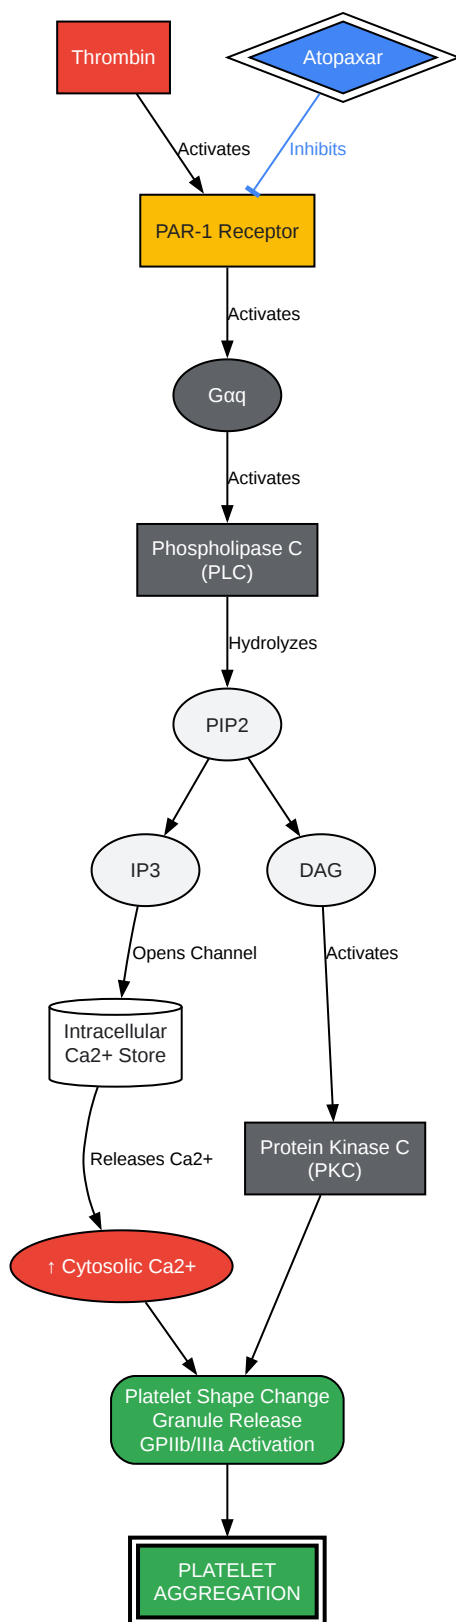 Thrombin
Atopaxar
Activates
Inhibits
PAR-1 Receptor
Activates
Gαq
Activates
Phospholipase C
(PLC)
Hydrolyzes
PIP2
IP3
DAG
Opens Channel
Activates
Intracellular
Ca2+ Store
Protein Kinase C
(PKC)
Releases Ca2+
↑ Cytosolic Ca2+
Platelet Shape Change
Granule Release
GPIIb/IIIa Activation
PLATELET
AGGREGATION